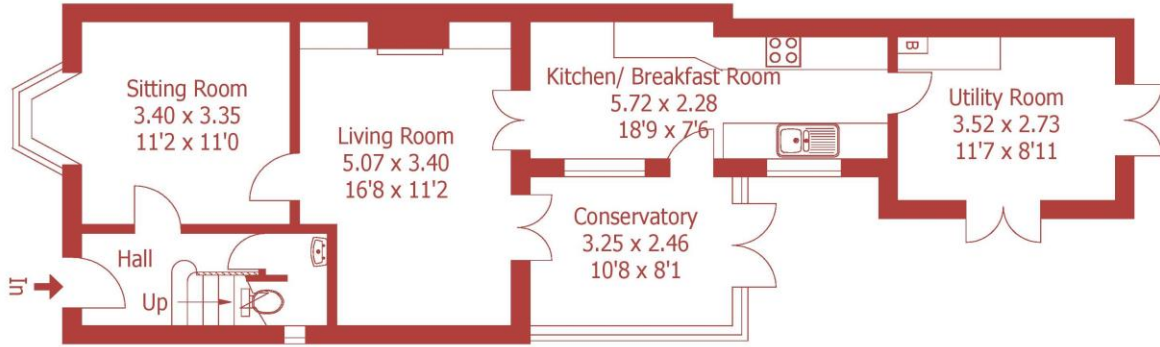 Sitting Room
3.40 x 3.35
11'2 x 11'0
Living Room
5.07 x 3.40
16'8 x 11'2
Kitchen/ Breakfast Room
5.72 x 2.28
18'9 x 7'6
B
Utility Room
3.52 x 2.73
11'7 x 8'11
Conservatory
3.25 x 2.46
10'8 x 8'1
Hall
Up
In